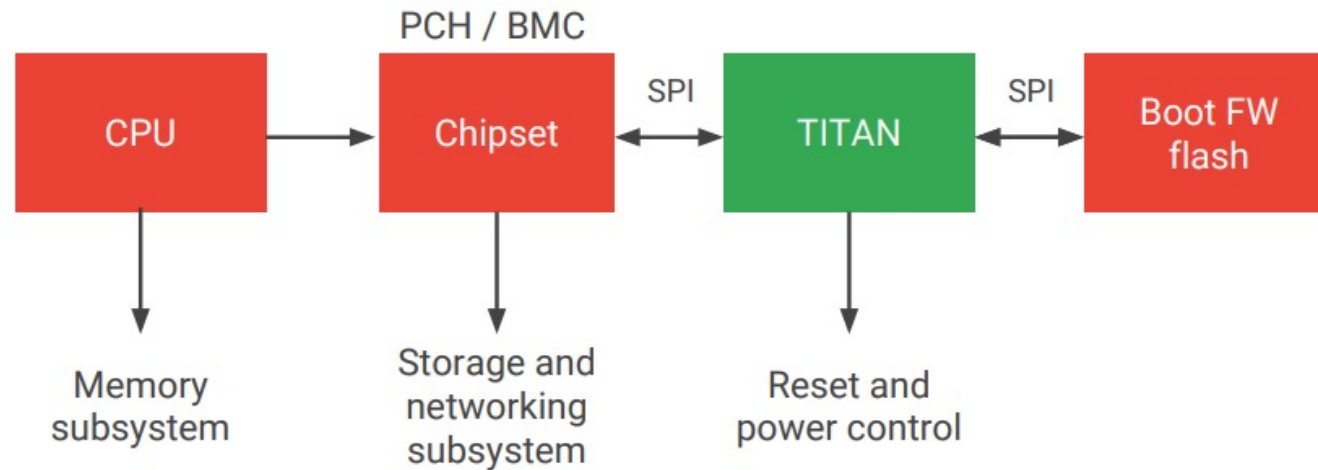 PCH / BMC
CPU
Chipset
SPI
TITAN
SPI
Boot FW
flash
Memory
subsystem
Storage and
networking
subsystem
Reset and
power control